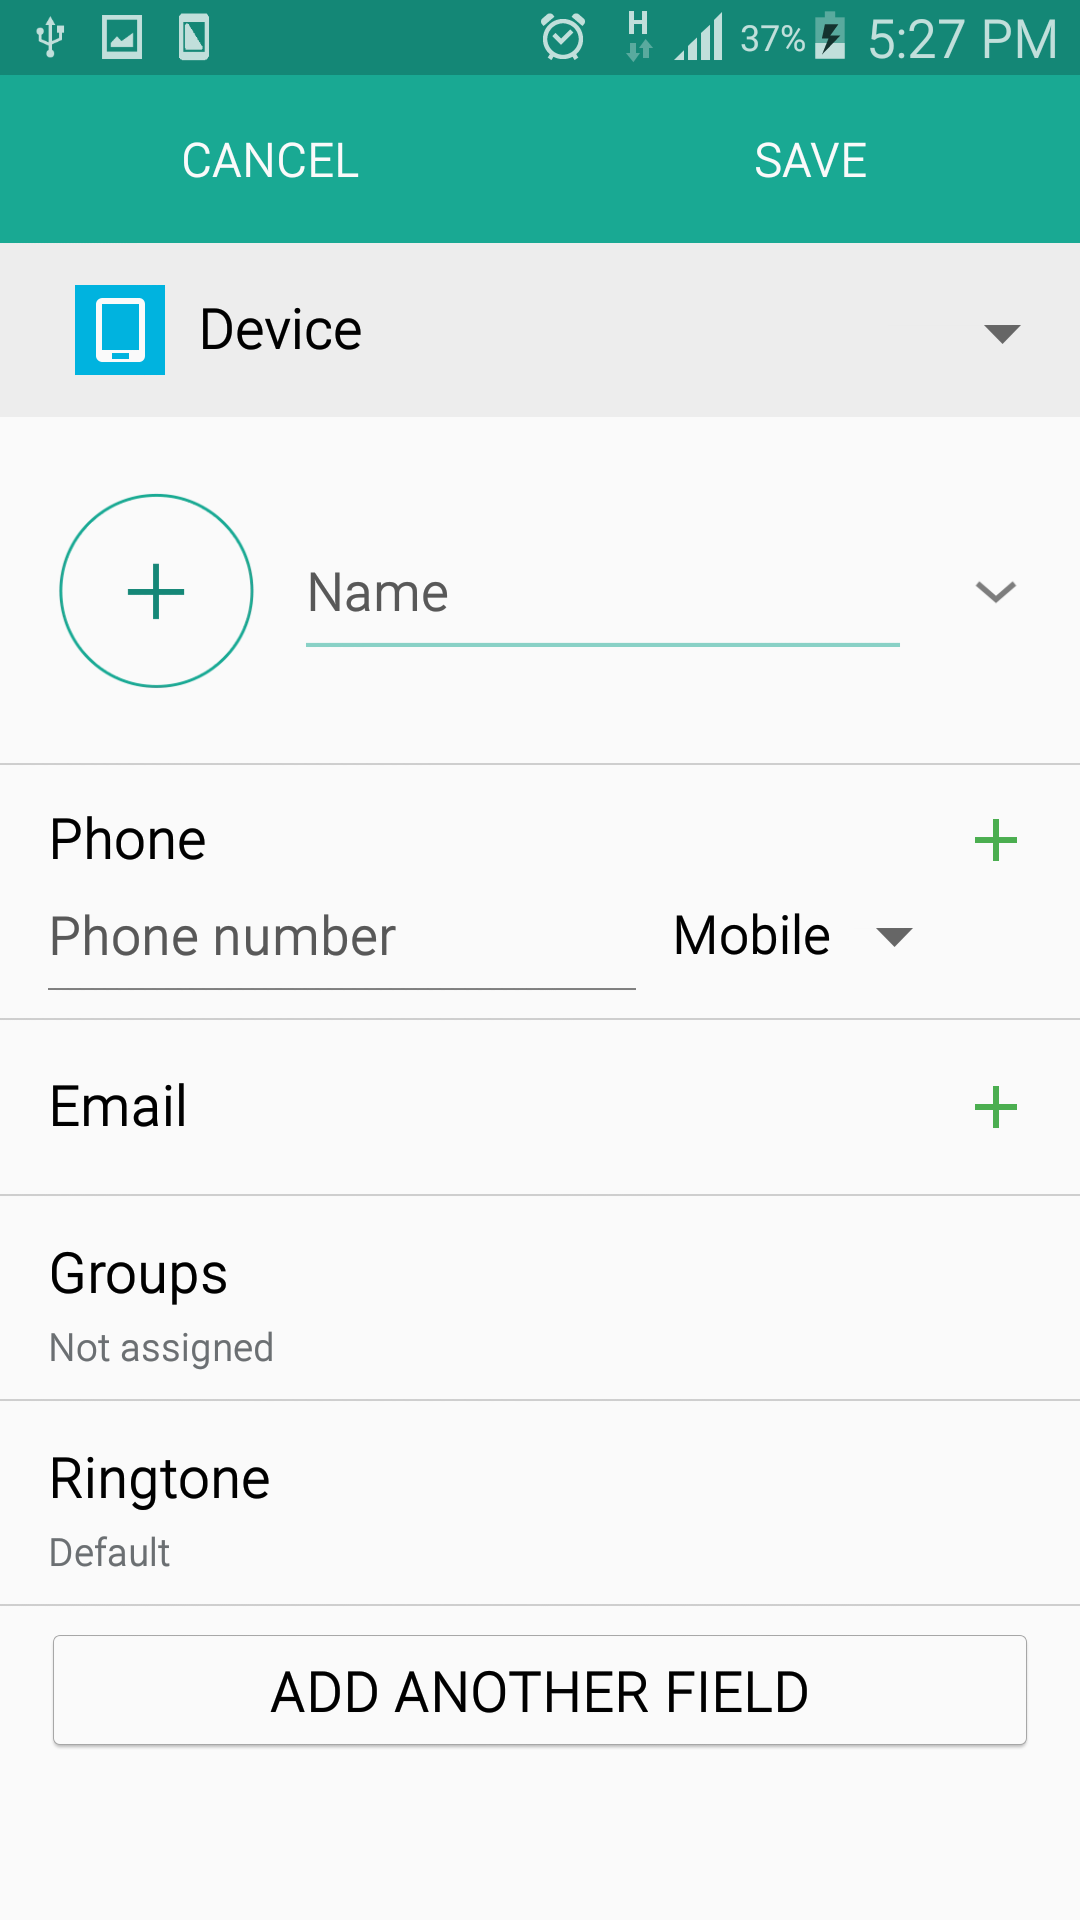 H 37% 5:27 PM
CANCEL SAVE
Device
Name
Phone
Phone number Mobile
Email
Groups
Not assigned
Ringtone
Default
ADD ANOTHER FIELD